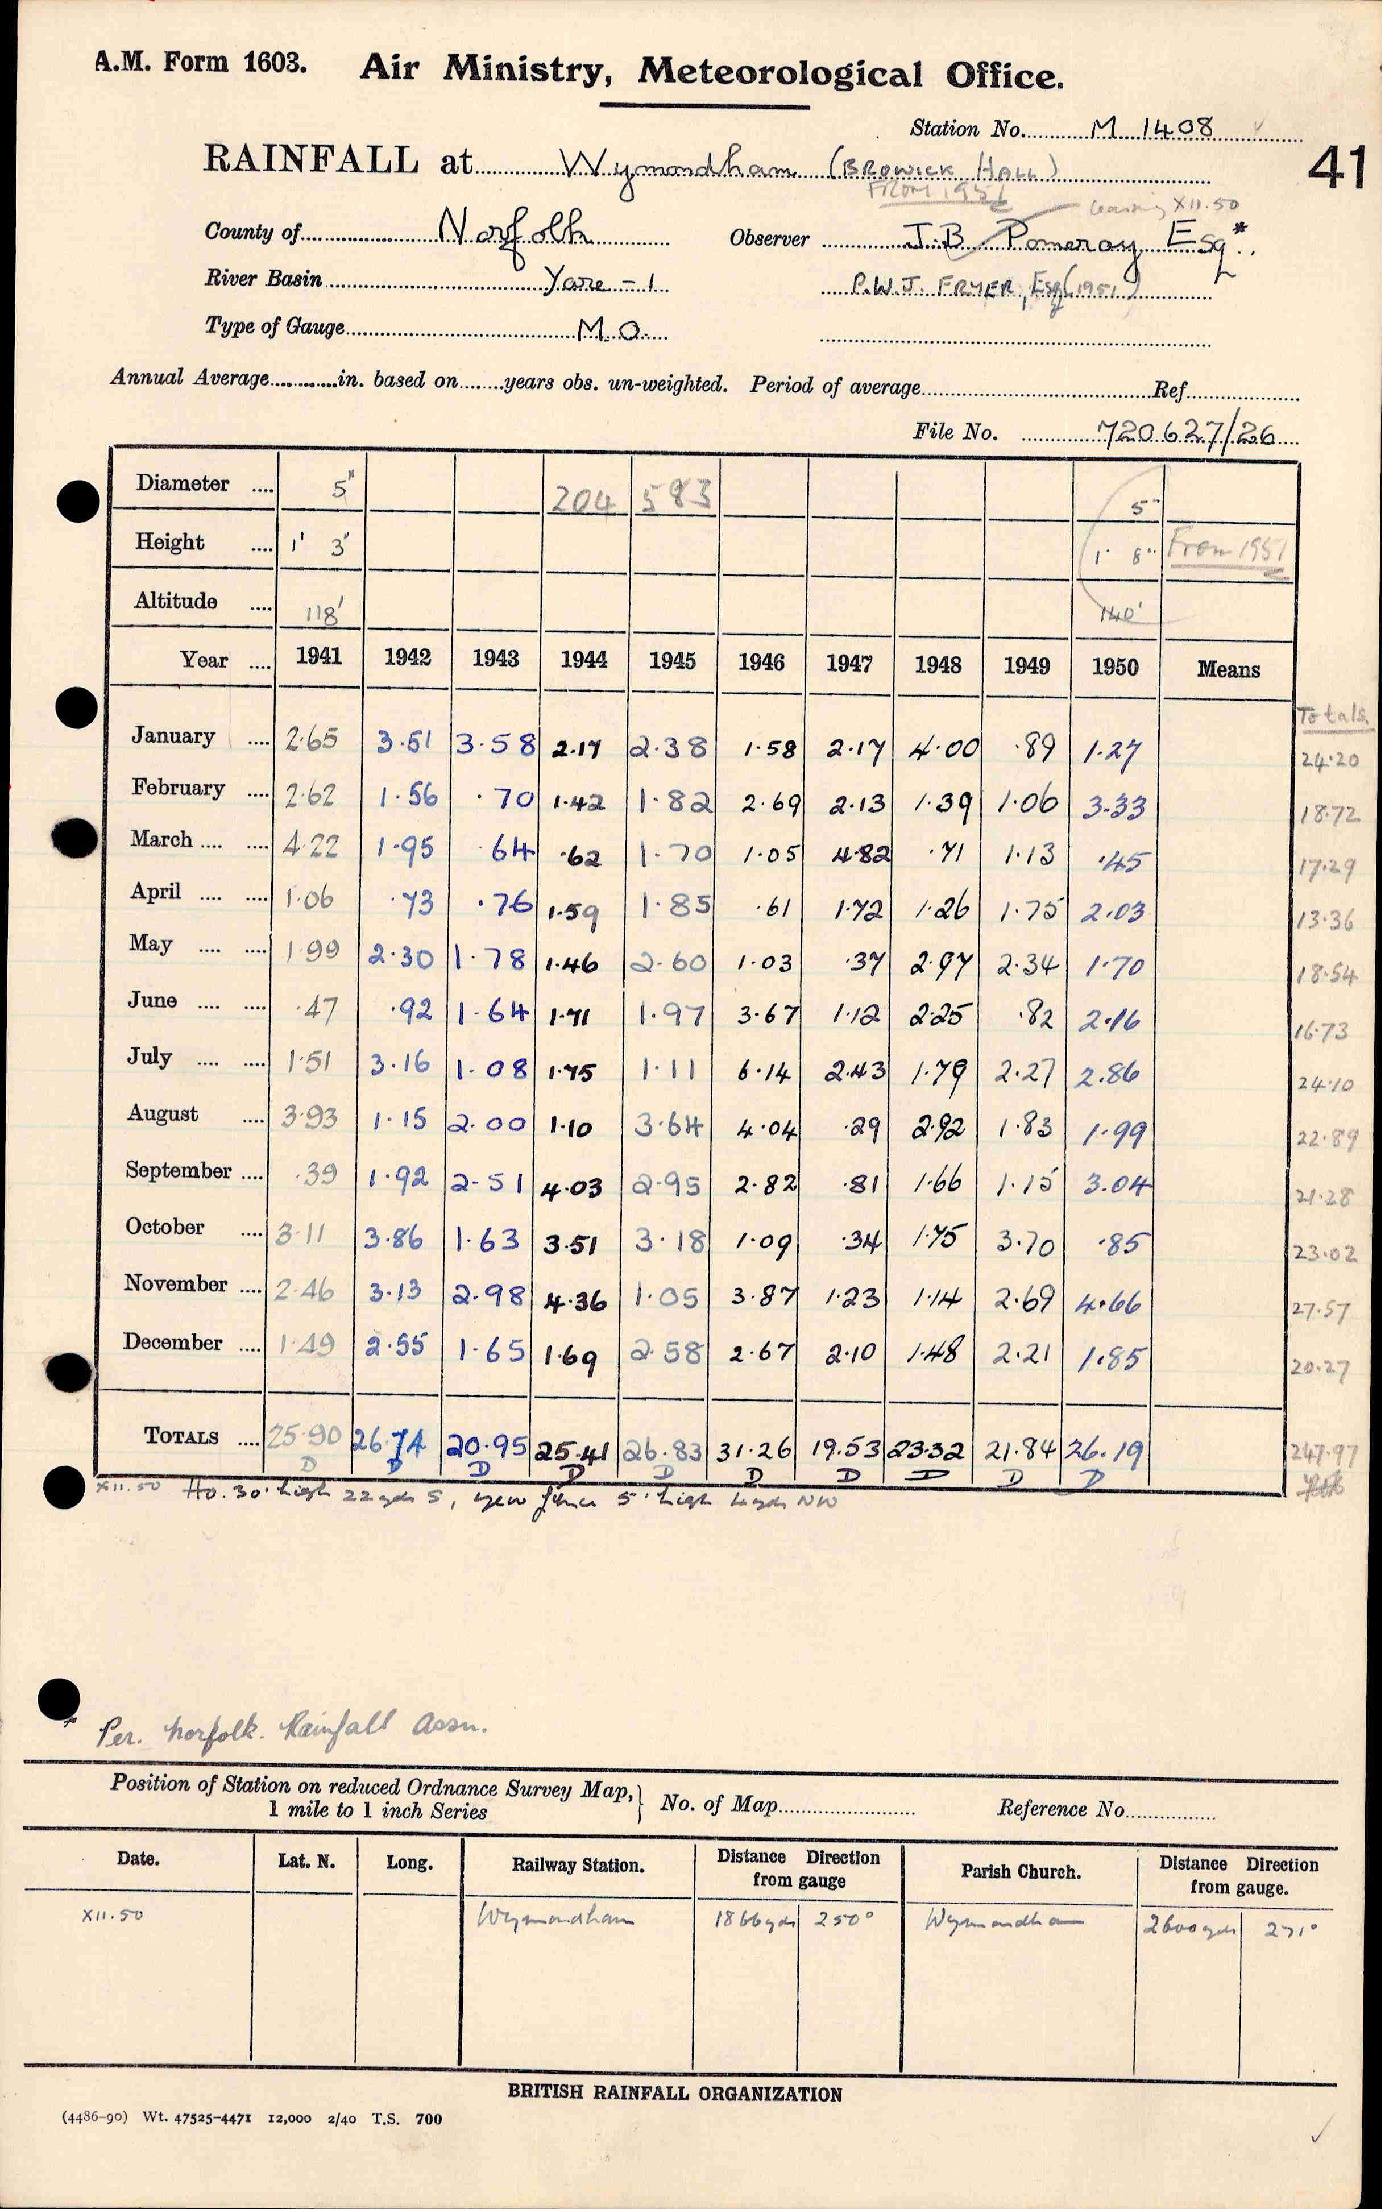 A.M. Form 1603. Air Ministry, Meteorological Office.
Station No. M 1408
RAINFALL at Wymondham (BROWICK HALL) 41
FROM 1951
leaving XII.50
County of Norfolk Observer J.B Pomeroy Esq*
River Basin Yare - 1 P.W.J. FRYER, Esq (1951)
Type of Gauge M.O.
Annual Average in. based on years obs. un-weighted. Period of average Ref
File No. 720627/26
Diameter .... 5" 204 583 5"
Height .... 1' 3" 1' 8" From 1951
Altitude .... 118' 140'
Year .... 1941 1942 1943 1944 1945 1946 1947 1948 1949 1950 Means
Totals
January .... 2.65 3.51 3.58 2.17 2.38 1.58 2.17 4.00 .89 1.27 24.20
February .... 2.62 1.56 .70 1.42 1.82 2.69 2.13 1.39 1.06 3.33 18.72
March .... .... 4.22 1.95 .64 .62 1.70 1.05 4.82 .71 1.13 .45 17.29
April .... .... 1.06 .73 .76 1.59 1.85 .61 1.72 1.26 1.75 2.03 13.36
May .... .... 1.99 2.30 1.78 1.46 2.60 1.03 .37 2.97 2.34 1.70 18.54
June .... .... .47 .92 1.64 1.71 1.97 3.67 1.12 2.25 .82 2.16 16.73
July .... .... 1.51 3.16 1.08 1.75 1.11 6.14 2.43 1.79 2.27 2.86 24.10
August .... 3.93 1.15 2.00 1.10 3.64 4.04 .29 2.92 1.83 1.99 22.89
September .... .39 1.92 2.51 4.03 2.95 2.82 .81 1.66 1.15 3.04 21.28
October .... 3.11 3.86 1.63 3.51 3.18 1.09 .34 1.75 3.70 .85 23.02
November .... 2.46 3.13 2.98 4.36 1.05 3.87 1.23 1.14 2.69 4.66 27.57
December .... 1.49 2.55 1.65 1.69 2.58 2.67 2.10 1.48 2.21 1.85 20.27
TOTALS .... 25.90 26.74 20.95 25.41 26.83 31.26 19.53 23.32 21.84 26.19 247.97
D D D D D D D D D D
XII.50 Ho. 30' high 22 yds S, yew fence 5' high 4 yds NW
* Per. Norfolk. Rainfall Assn.
Position of Station on reduced Ordnance Survey Map, 1 mile to 1 inch Series } No. of Map Reference No.
Date. Lat. N. Long. Railway Station. Distance Direction from gauge Parish Church. Distance Direction from gauge.
XII.50 Wymondham 1866 yds 250° Wymondham 2600 yds 271°
BRITISH RAINFALL ORGANIZATION
(4486-90) Wt. 47525-4471 12,000 2/40 T.S. 700